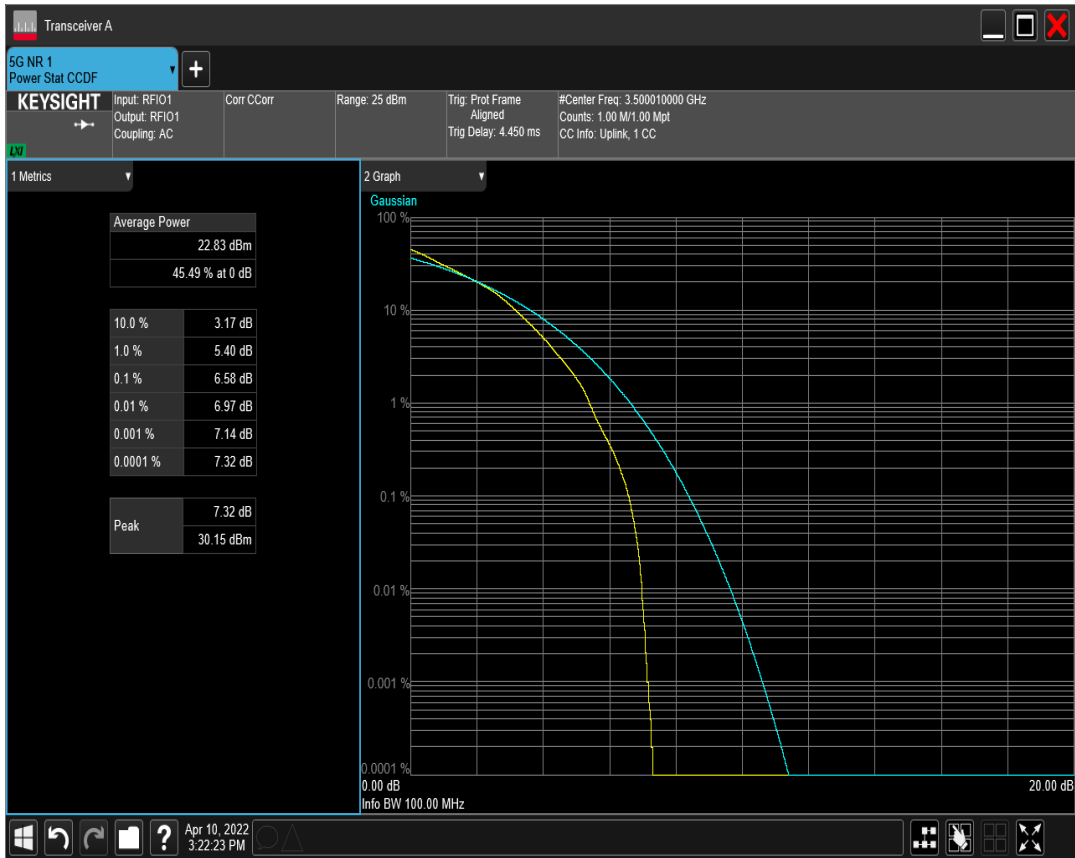 Transceiver A
5G NR 1
Power Stat CCDF
+
KEYSIGHT
LXI
Input: RFIO1
Output: RFIO1
Coupling: AC
Corr CCorr
Range: 25 dBm
Trig: Prot Frame
Aligned
Trig Delay: 4.450 ms
#Center Freq: 3.500010000 GHz
Counts: 1.00 M/1.00 Mpt
CC Info: Uplink, 1 CC
1 Metrics
Average Power
22.83 dBm
45.49 % at 0 dB
10.0 % 3.17 dB
1.0 % 5.40 dB
0.1 % 6.58 dB
0.01 % 6.97 dB
0.001 % 7.14 dB
0.0001 % 7.32 dB
Peak
7.32 dB
30.15 dBm
2 Graph
Gaussian
100 %
10 %
1 %
0.1 %
0.01 %
0.001 %
0.0001 %
0.00 dB 20.00 dB
Info BW 100.00 MHz
?
Apr 10, 2022
3:22:23 PM